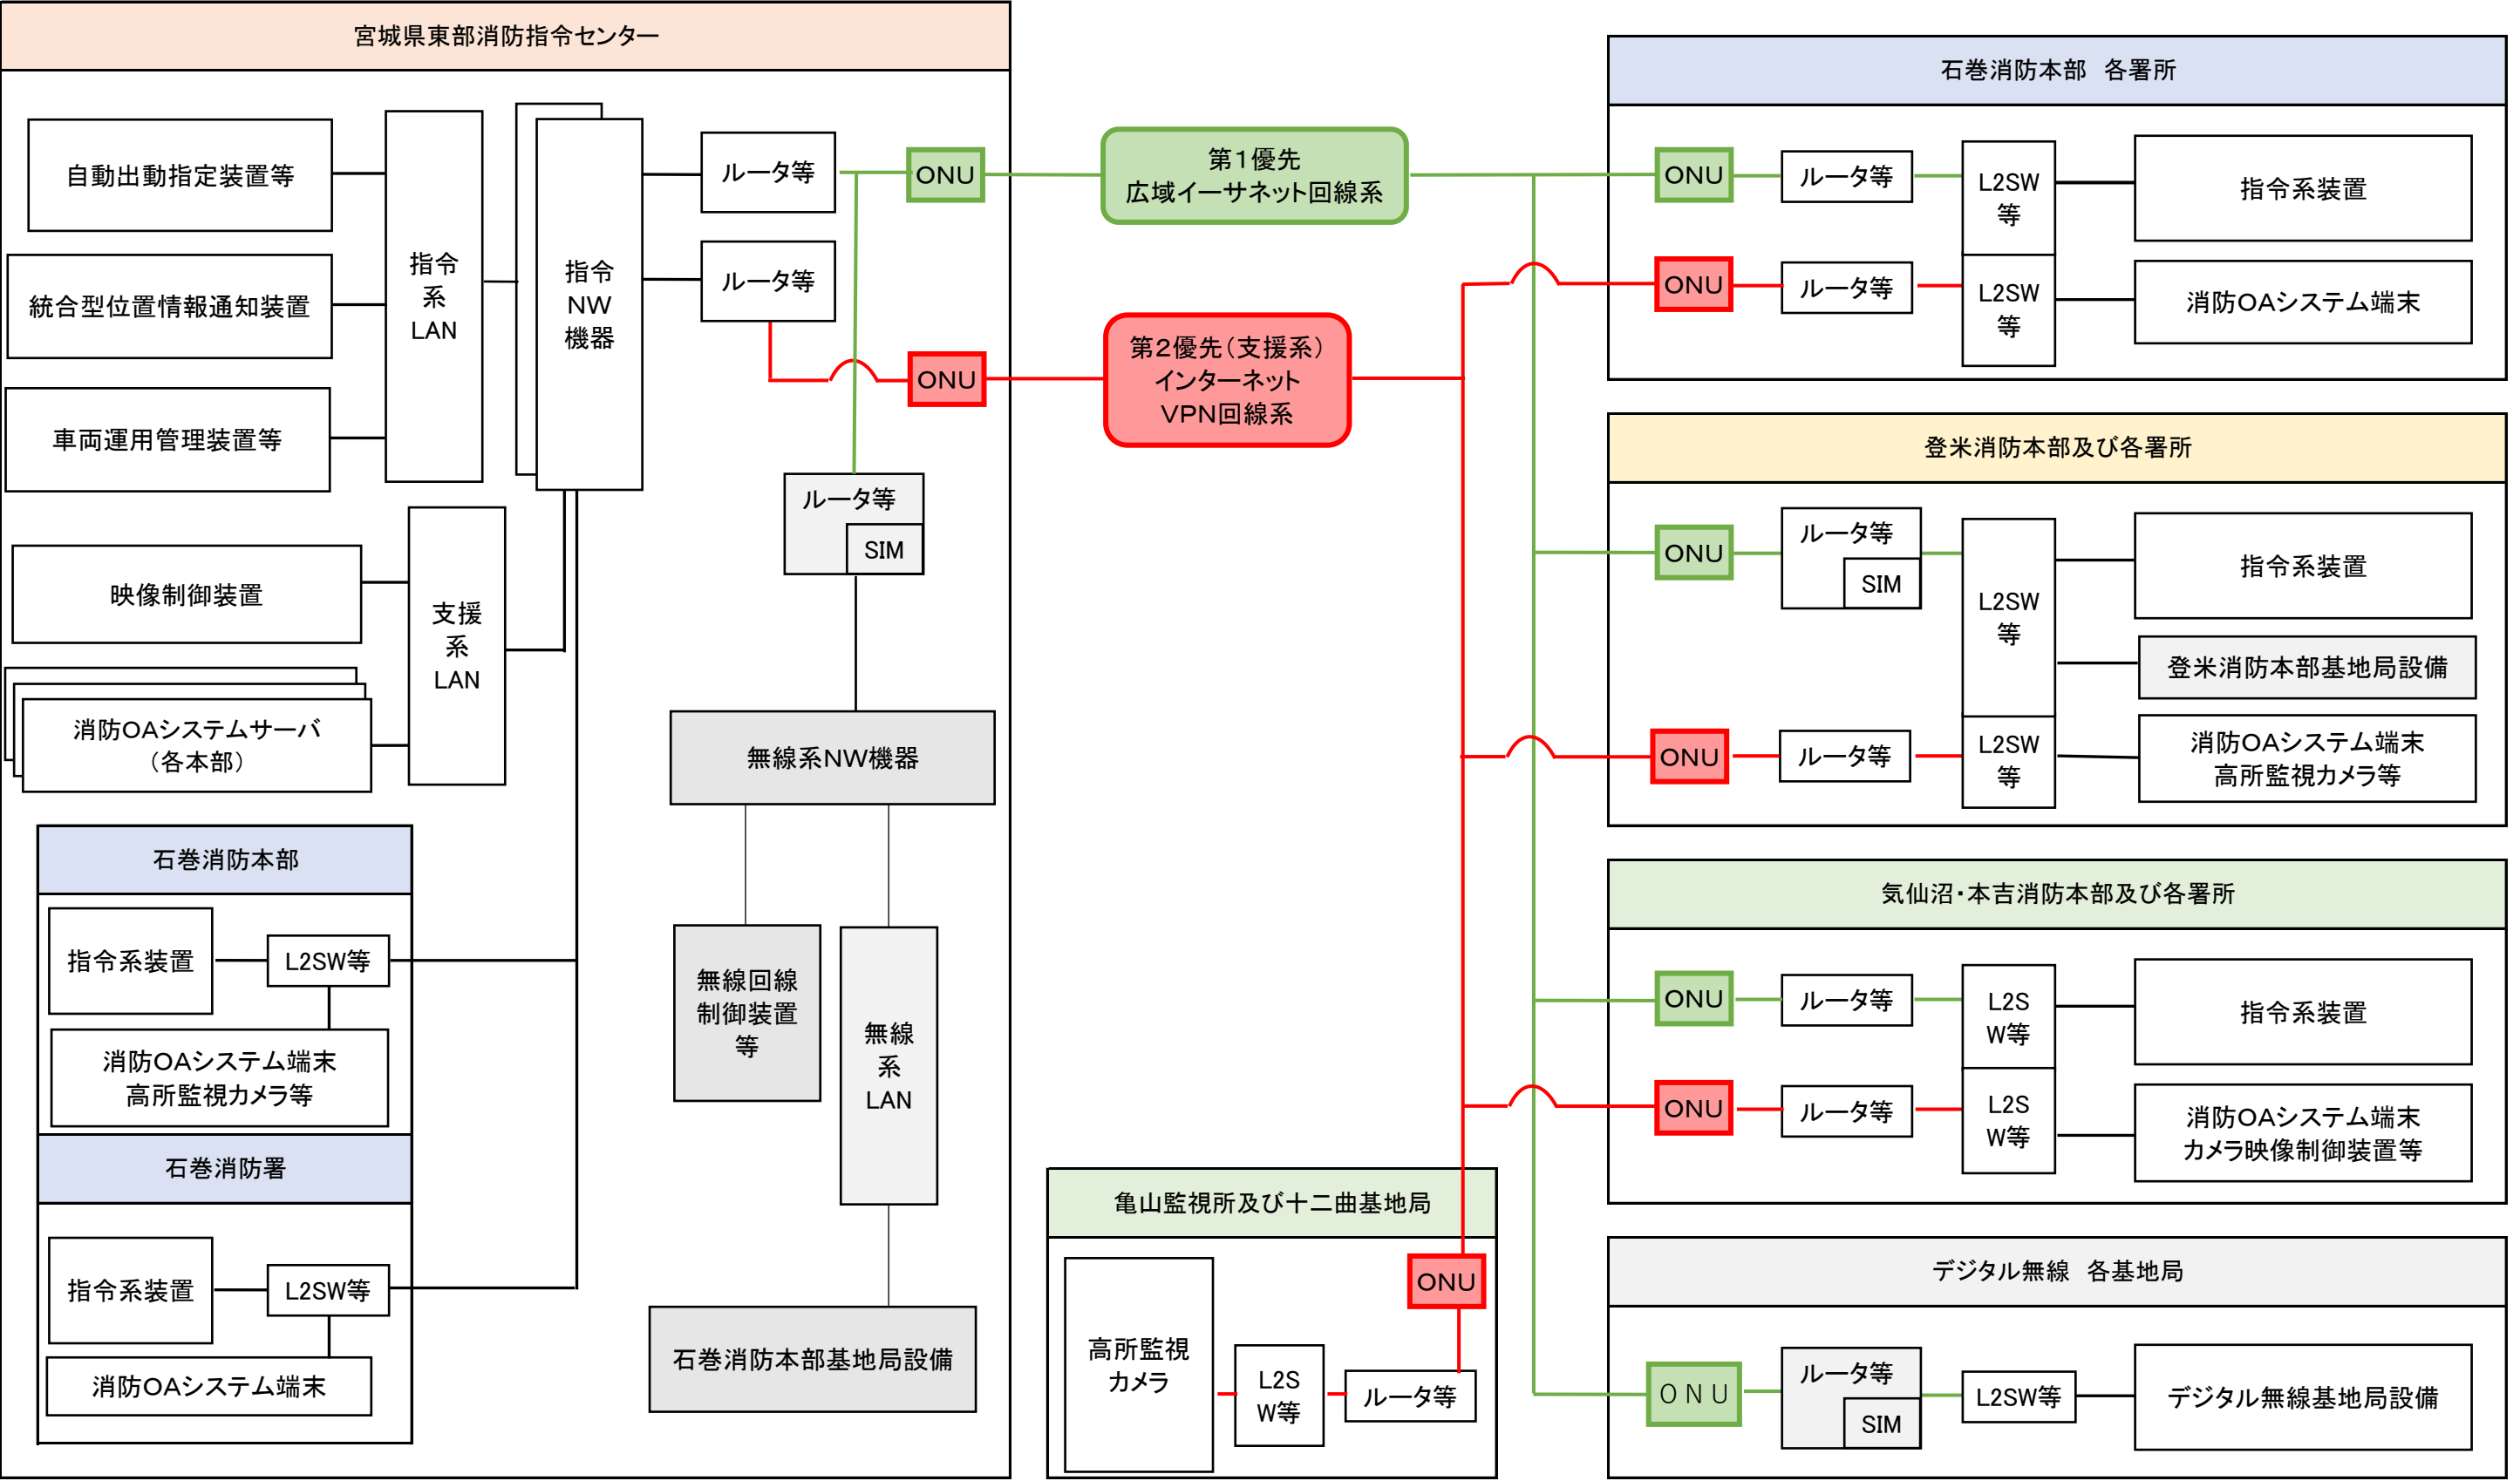 宮城県東部消防指令センター
自動出動指定装置等
統合型位置情報通知装置
車両運用管理装置等
指令
系
LAN
指令
NW
機器
ルータ等
ルータ等
ONU
ONU
映像制御装置
消防OAシステムサーバ
（各本部）
支援
系
LAN
ルータ等
SIM
無線系NW機器
無線回線
制御装置
等
無線
系
LAN
石巻消防本部基地局設備
石巻消防本部
指令系装置
L2SW等
消防OAシステム端末
高所監視カメラ等
石巻消防署
指令系装置
L2SW等
消防OAシステム端末
第１優先
広域イーサネット回線系
第２優先（支援系）
インターネット
VPN回線系
亀山監視所及び十二曲基地局
高所監視
カメラ
L2S
W等
ルータ等
ONU
石巻消防本部　各署所
ONU
ルータ等
L2SW
等
指令系装置
ONU
ルータ等
L2SW
等
消防OAシステム端末
登米消防本部及び各署所
ONU
ルータ等
SIM
L2SW
等
指令系装置
登米消防本部基地局設備
ONU
ルータ等
L2SW
等
消防OAシステム端末
高所監視カメラ等
気仙沼・本吉消防本部及び各署所
ONU
ルータ等
L2S
W等
指令系装置
ONU
ルータ等
L2S
W等
消防OAシステム端末
カメラ映像制御装置等
デジタル無線　各基地局
ＯＮＵ
ルータ等
SIM
L2SW等
デジタル無線基地局設備